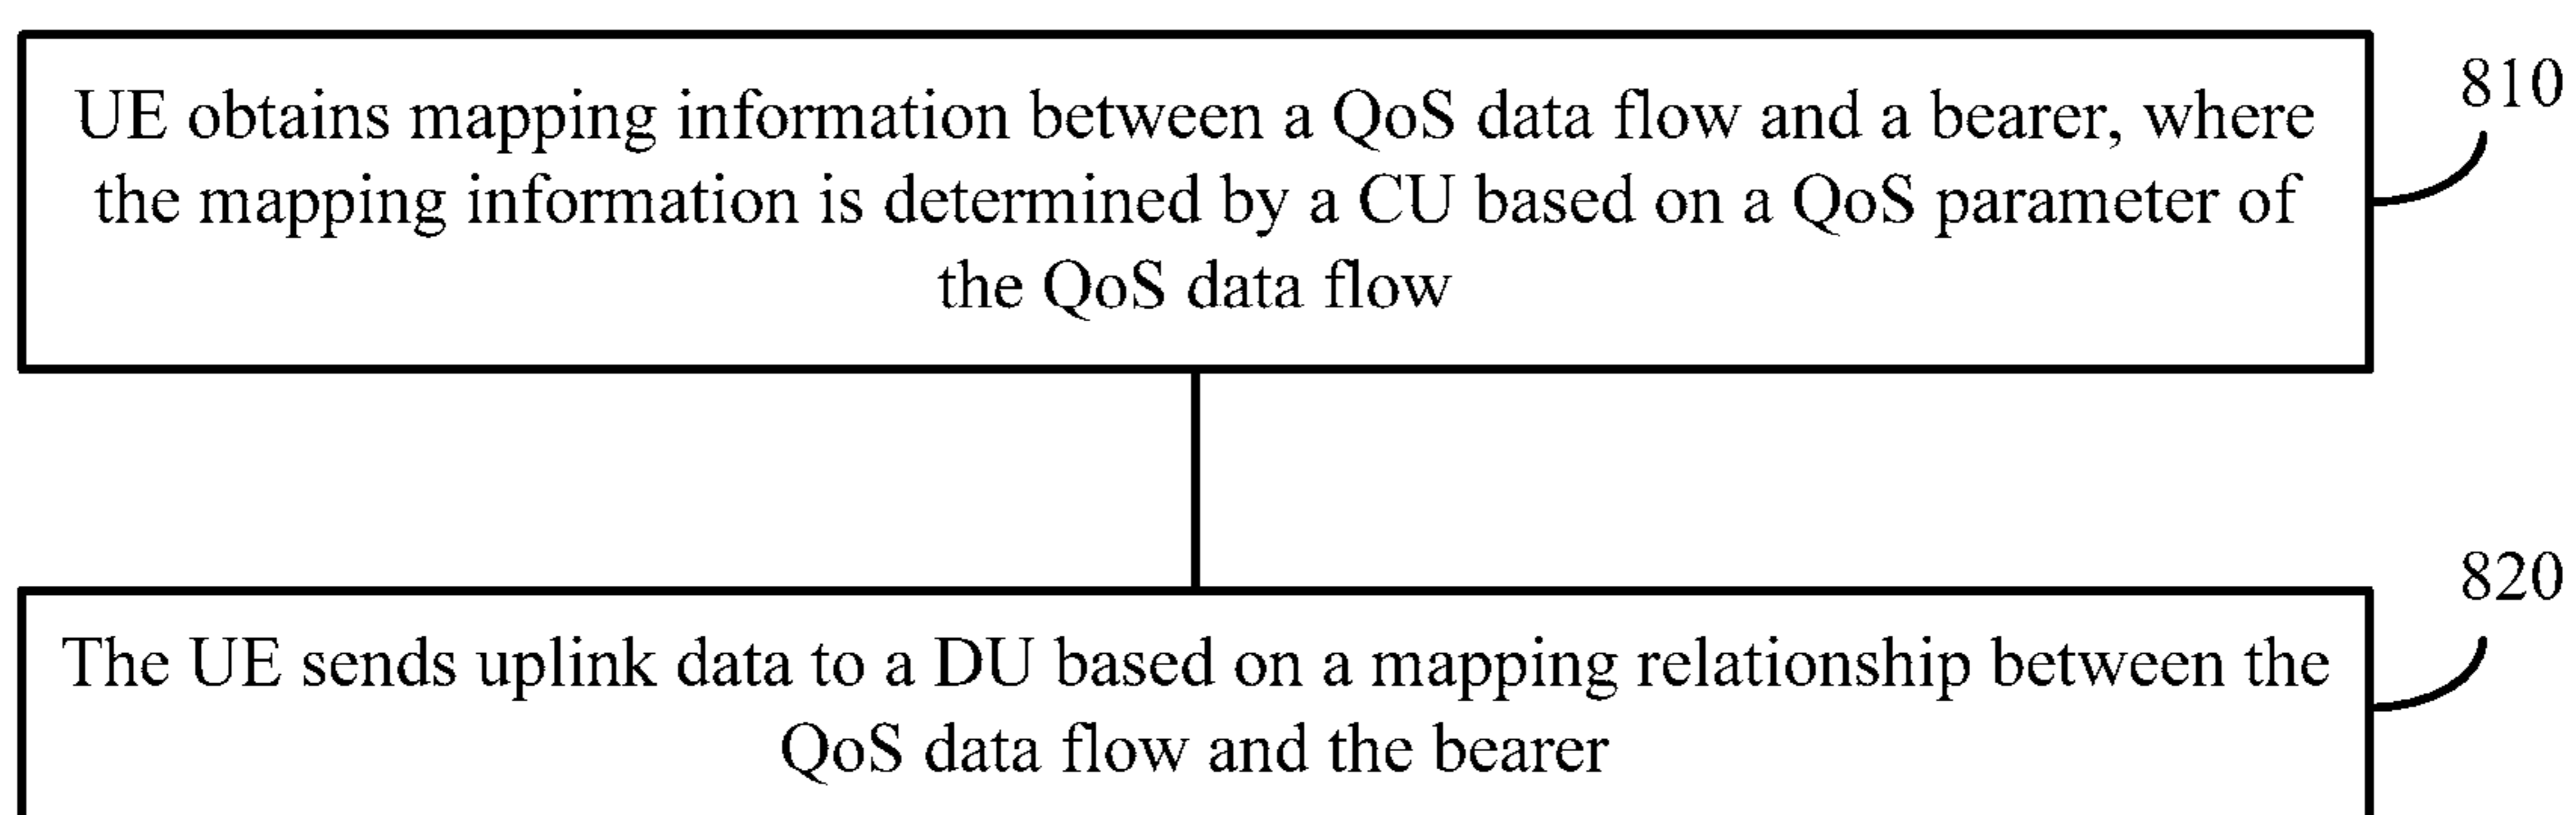 UE obtains mapping information between a QoS data flow and a bearer, where
the mapping information is determined by a CU based on a QoS parameter of
the QoS data flow
810
The UE sends uplink data to a DU based on a mapping relationship between the
QoS data flow and the bearer
820